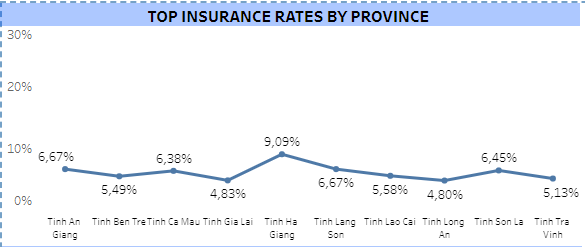 TOP INSURANCE RATES BY PROVINCE
30%
20%
10%
0%
6,67%
5,49%
6,38%
4,83%
9,09%
6,67%
5,58%
4,80%
6,45%
5,13%
Tinh An
Giang
Tinh Ben Tre
Tinh Ca Mau
Tinh Gia Lai
Tinh Ha
Giang
Tinh Lang
Son
Tinh Lao Cai
Tinh Long
An
Tinh Son La
Tinh Tra
Vinh